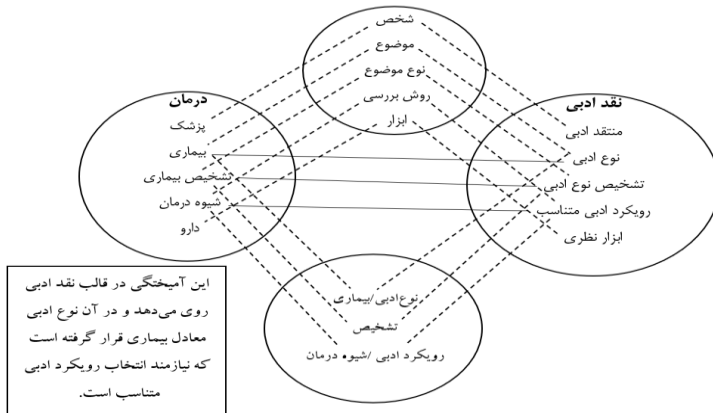 شخص
موضوع
نوع موضوع
روش بررسی
ابزار
نقد ادبی
منتقد ادبی
نوع ادبی
تشخیص نوع ادبی
رویکرد ادبی متناسب
ابزار نظری
درمان
پزشک
بیماری
تشخیص بیماری
شیوه درمان
دارو
نوع‌ادبی/بیماری
تشخیص
رویکرد ادبی /شیوه درمان
این آمیختگی در قالب نقد ادبی
روی می‌دهد و در آن نوع ادبی
معادل بیماری قرار گرفته است
که نیازمند انتخاب رویکرد ادبی
متناسب است.